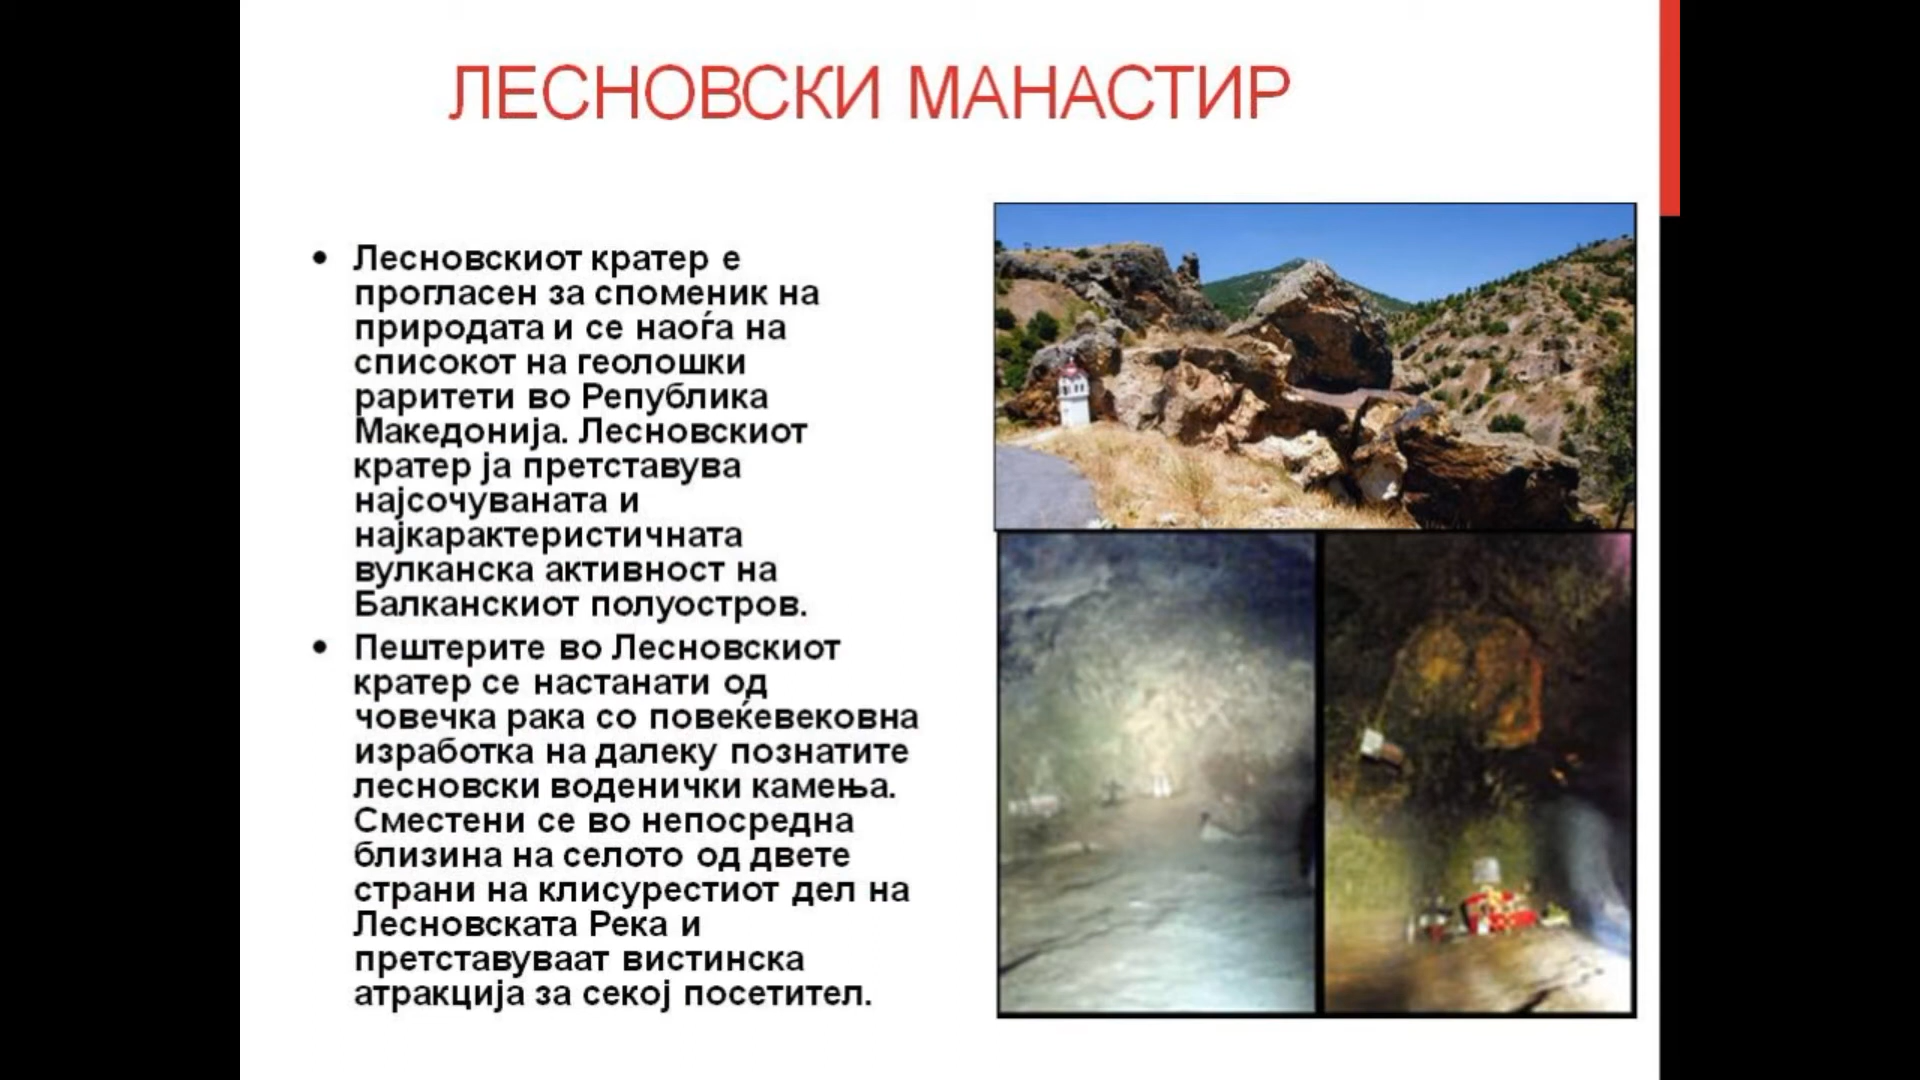 ЛЕСНОВСКИ МАНАСТИР
• Лесновскиот кратер е
прогласен за споменик на
природата и се наоѓа на
списокот на геолошки
раритети во Република
Македонија. Лесновскиот
кратер ја претставува
најсочуваната и
најкарактеристичната
вулканска активност на
Балканскиот полуостров.
• Пештерите во Лесновскиот
кратер се настанати од
човечка рака со повеќевековна
изработка на далеку познатите
лесновски воденички камења.
Сместени се во непосредна
близина на селото од двете
страни на клисурестиот дел на
Лесновската Река и
претставуваат вистинска
атракција за секој посетител.